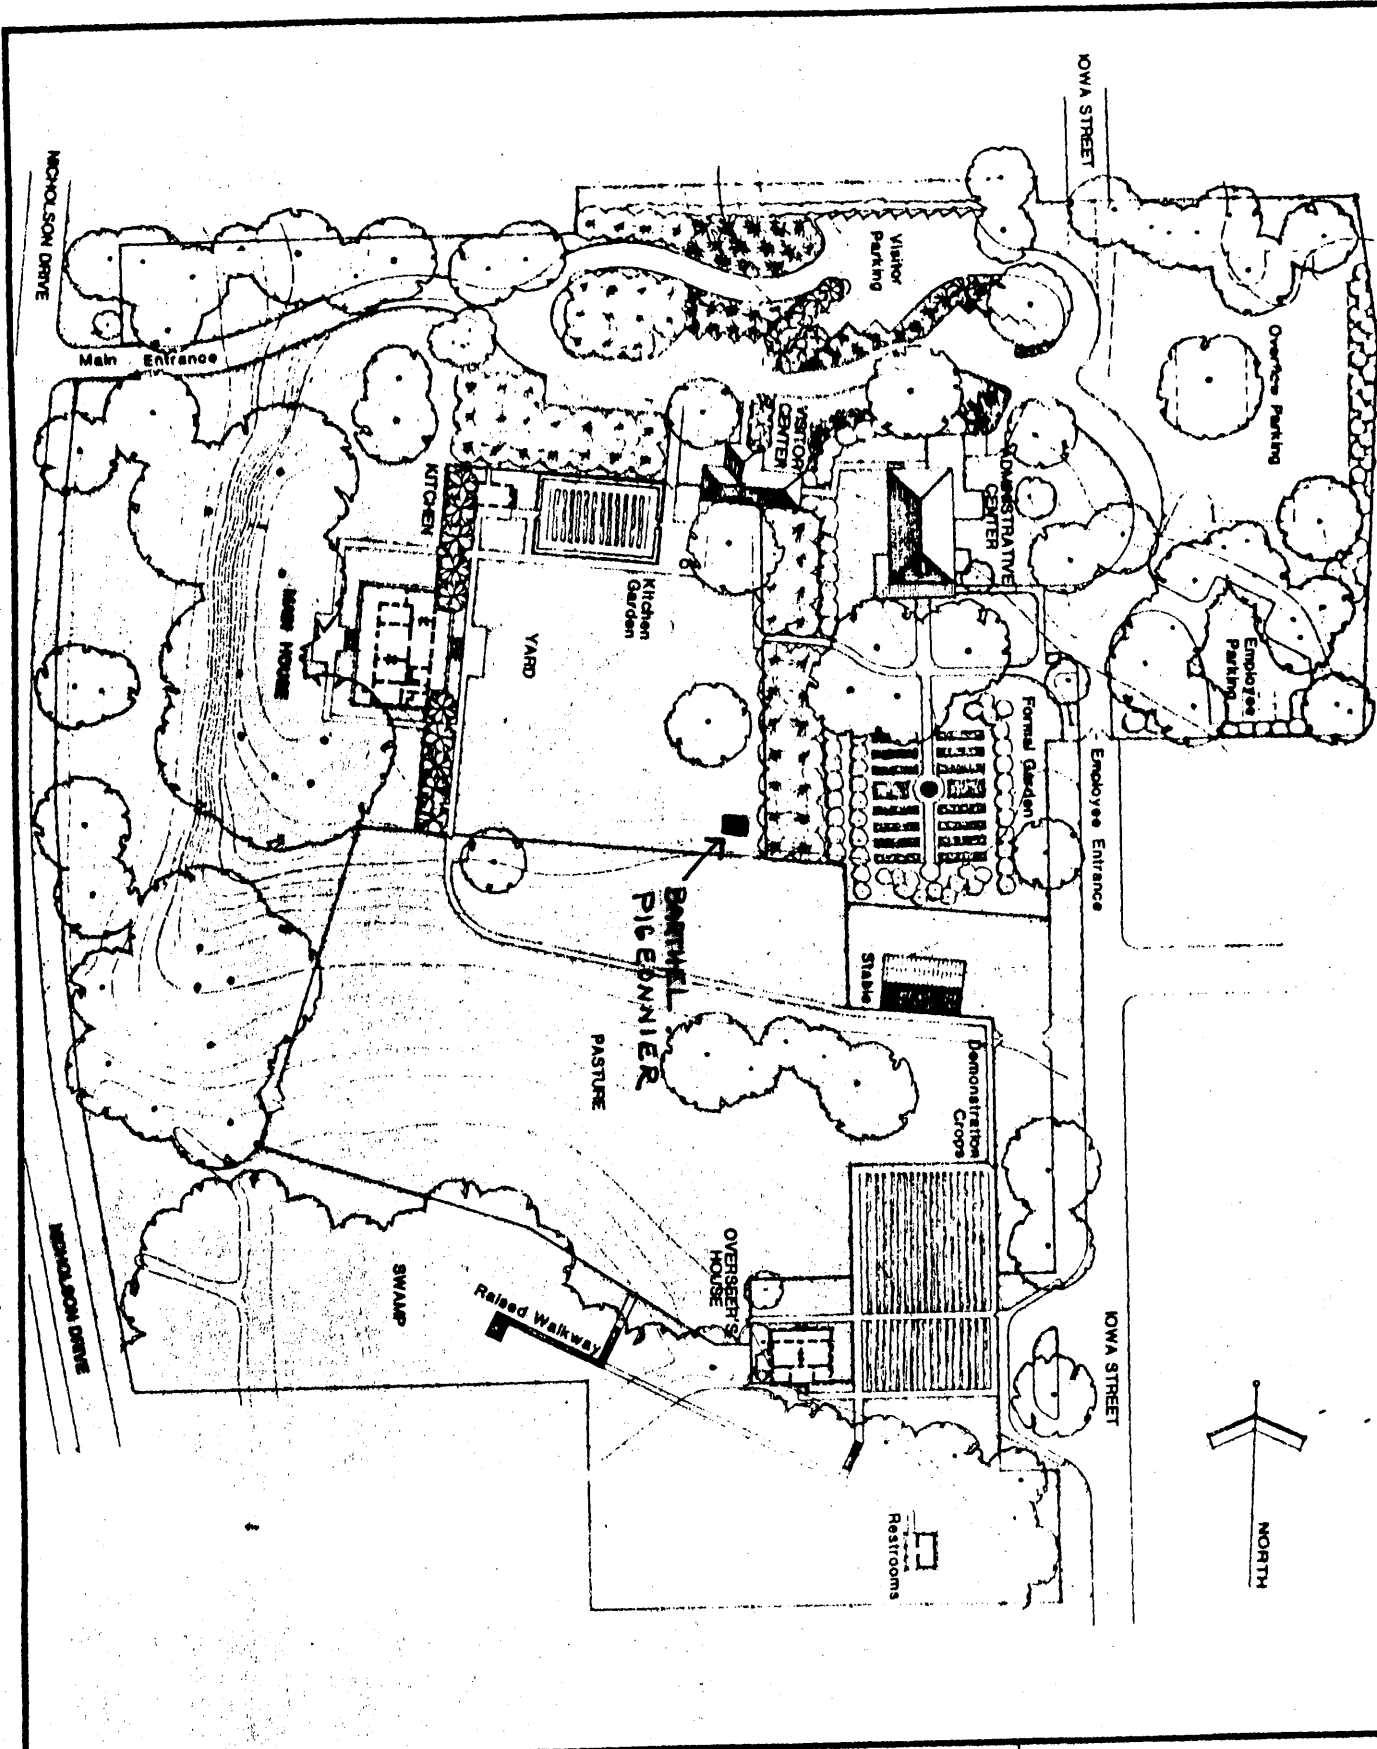 IOWA STREET
NICHOLSON DRIVE
Visitor
Parking
Main Entrance
Overflow Parking
VISITOR
CENTER
ADMINISTRATIVE
CENTER
KITCHEN
Kitchen
Garden
MAIN HOUSE
YARD
Employee
Parking
Formal Garden
Employee Entrance
BARTHEL
PIGEONNIER
Stable
PASTURE
Demonstration
Crops
OVERSEER'S
HOUSE
SWAMP
Raised Walkway
NICHOLSON DRIVE
IOWA STREET
Restrooms
NORTH